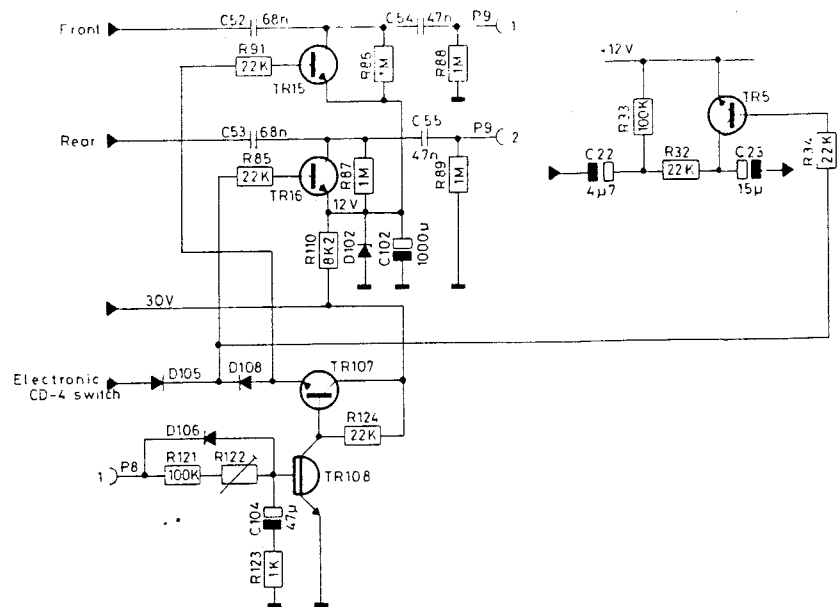 Front
C52 68n
C54 47n
P9 1
R91
22K
TR15
R86
1M
R88
1M
Rear
C53 68n
C55
47n
P9 2
R85
22K
TR16
R87
1M
R89
1M
12V
R110
8K2
D102
C102
1000µ
30V
+12V
R33
100K
TR5
C22
4µ7
R32
22K
C23
15µ
R34
22K
Electronic
CD-4 switch
D105
D108
TR107
R124
22K
D106
1 P8
R121
100K
R122
TR108
C104
47µ
R123
1K